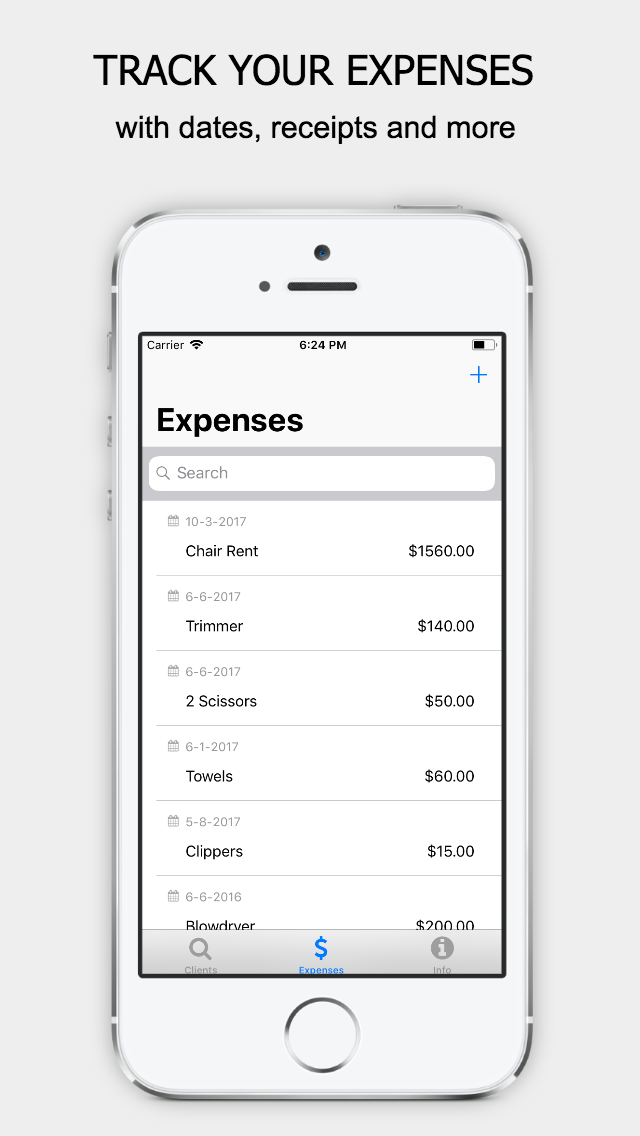 TRACK YOUR EXPENSES
with dates, receipts and more
Carrier 6:24 PM
+
Expenses
Search
10-3-2017
Chair Rent $1560.00
6-6-2017
Trimmer $140.00
6-6-2017
2 Scissors $50.00
6-1-2017
Towels $60.00
5-8-2017
Clippers $15.00
6-6-2016
Blowdryer $200.00
$
Clients Expenses Info